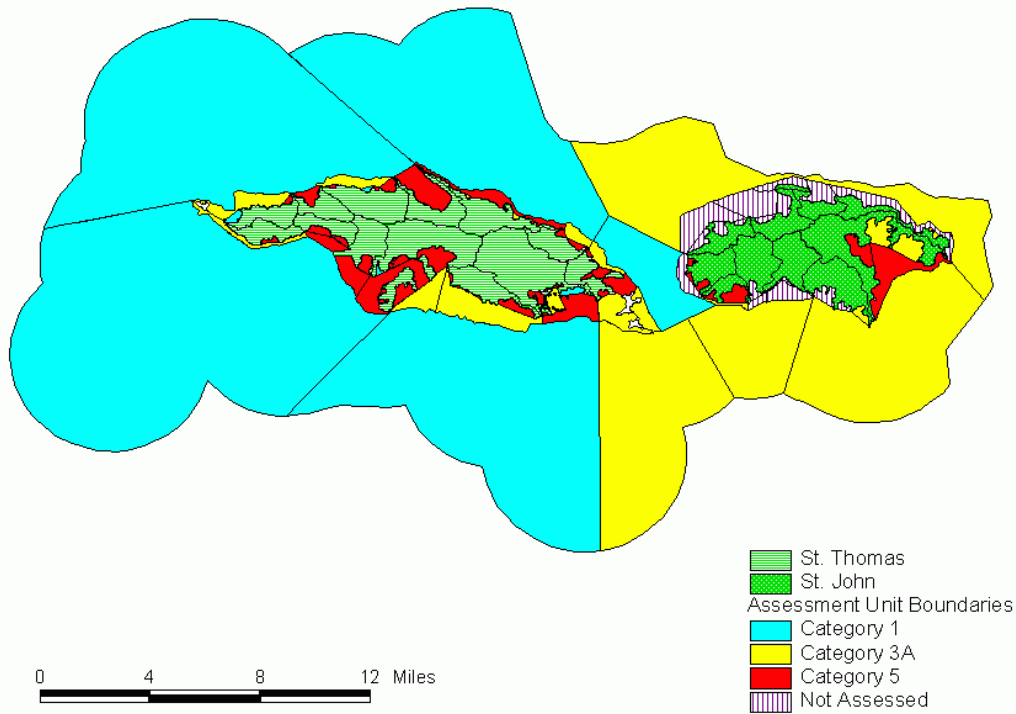 St. Thomas
St. John
Assessment Unit Boundaries
Category 1
Category 3A
Category 5
Not Assessed
0 4 8 12 Miles